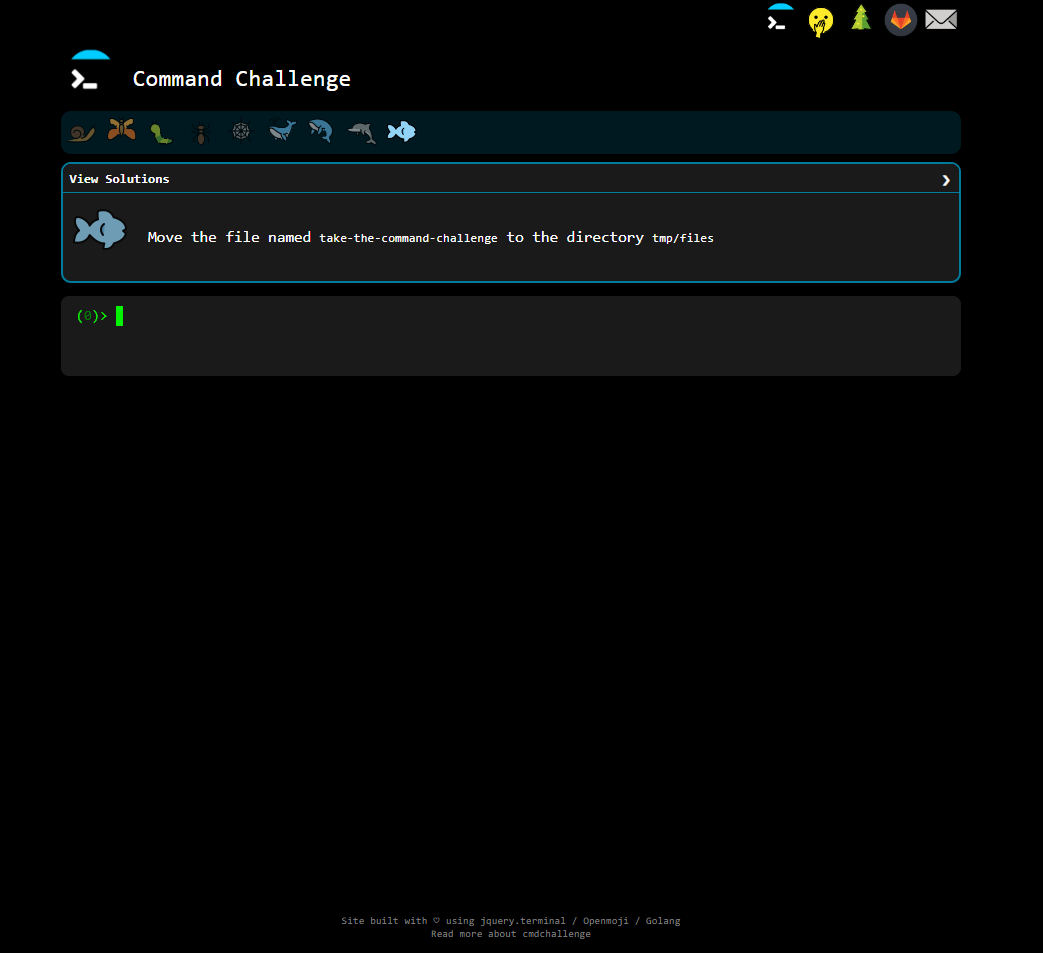 Command Challenge
View Solutions
Move the file named take-the-command-challenge to the directory tmp/files
(0)>
Site built with ♡ using jquery.terminal / Openmoji / Golang
Read more about cmdchallenge